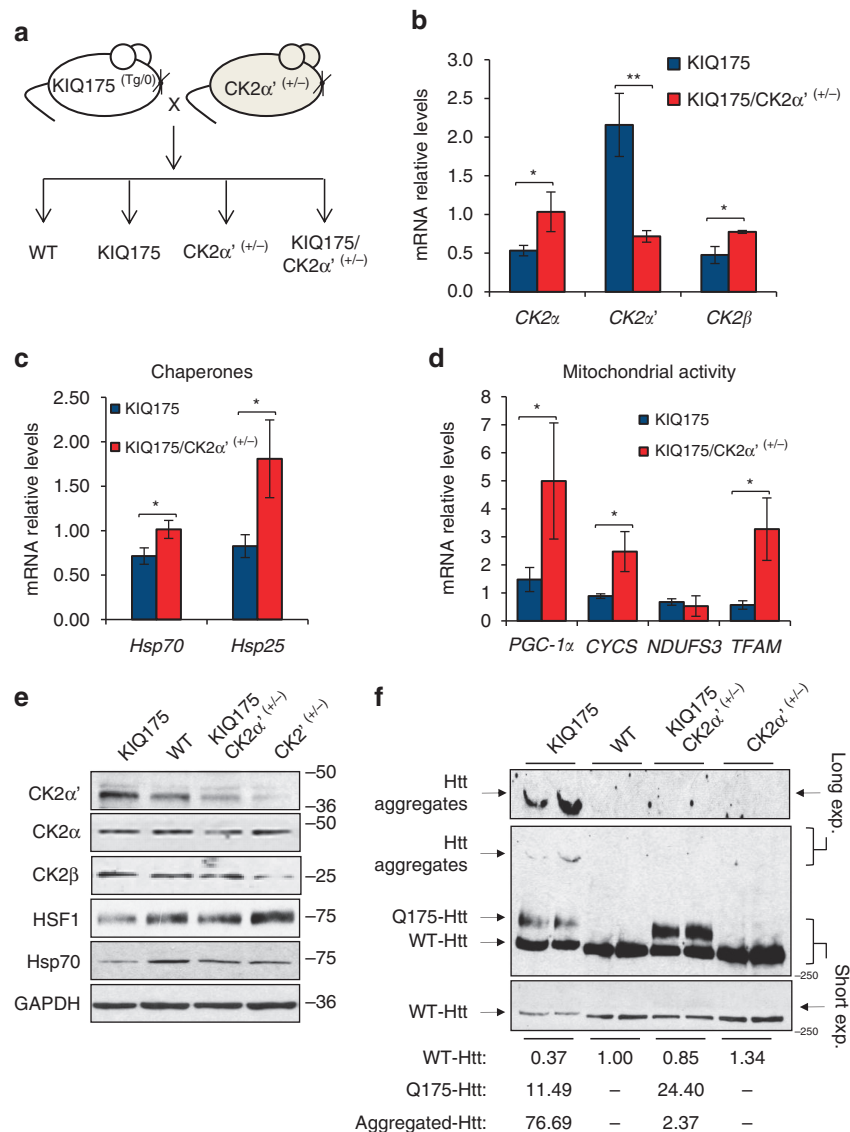 a
KIQ175 (Tg/0)
X
CK2α' (+/–)
WT
KIQ175
CK2α' (+/–)
KIQ175/
CK2α' (+/–)
b
mRNA relative levels
3.0
2.5
2.0
1.5
1.0
0.5
0.0
KIQ175
KIQ175/CK2α' (+/–)
*
**
*
CK2α
CK2α'
CK2β
c
Chaperones
mRNA relative levels
2.50
2.00
1.50
1.00
0.50
0.00
KIQ175
KIQ175/CK2α' (+/–)
*
*
Hsp70
Hsp25
d
Mitochondrial activity
mRNA relative levels
8
7
6
5
4
3
2
1
0
KIQ175
KIQ175/CK2α' (+/–)
*
*
*
PGC-1α
CYCS
NDUFS3
TFAM
e
KIQ175
WT
KIQ175
CK2α' (+/–)
CK2' (+/–)
CK2α'
–50
–36
CK2α
–50
CK2β
–25
HSF1
–75
Hsp70
–75
GAPDH
–36
f
KIQ175
WT
KIQ175
CK2α' (+/–)
CK2α' (+/–)
Htt
aggregates
Long exp.
Htt
aggregates
Q175-Htt
WT-Htt
-250
Short exp.
WT-Htt
-250
WT-Htt: 0.37 1.00 0.85 1.34
Q175-Htt: 11.49 – 24.40 –
Aggregated-Htt: 76.69 – 2.37 –